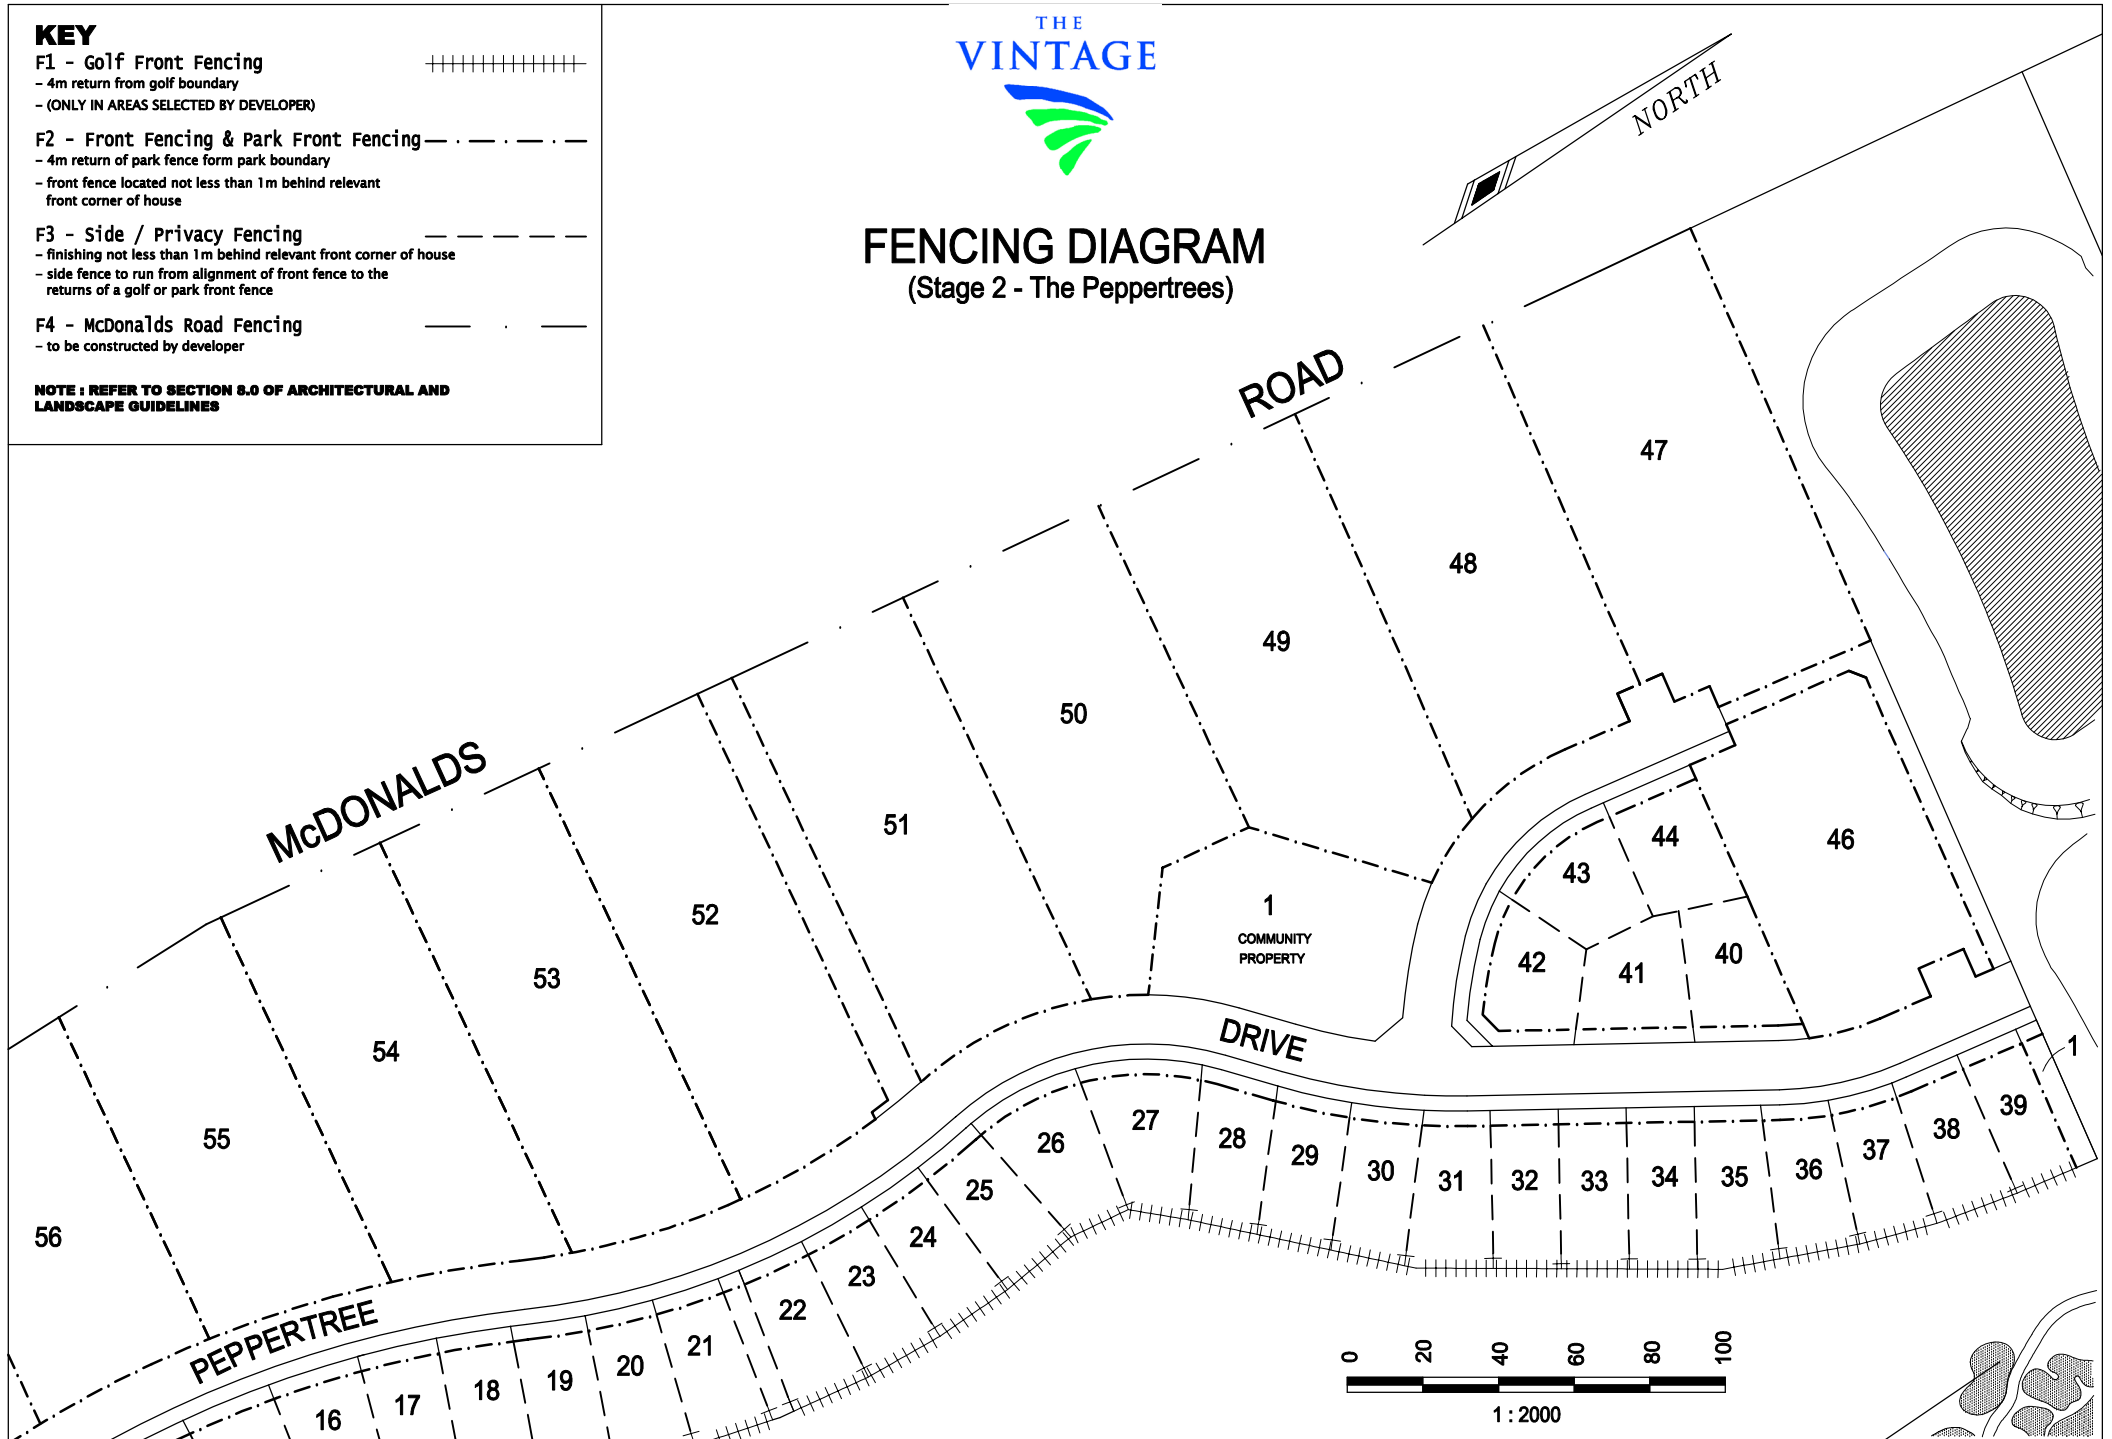 KEY
F1 - Golf Front Fencing
- 4m return from golf boundary
- (ONLY IN AREAS SELECTED BY DEVELOPER)
F2 - Front Fencing & Park Front Fencing
- 4m return of park fence form park boundary
- front fence located not less than 1m behind relevant
front corner of house
F3 - Side / Privacy Fencing
- finishing not less than 1m behind relevant front corner of house
- side fence to run from alignment of front fence to the
returns of a golf or park front fence
F4 - McDonalds Road Fencing
- to be constructed by developer
NOTE : REFER TO SECTION 8.0 OF ARCHITECTURAL AND
LANDSCAPE GUIDELINES
THE
VINTAGE
FENCING DIAGRAM
(Stage 2 - The Peppertrees)
NORTH
McDONALDS
ROAD
47
48
49
50
51
52
53
54
55
56
1
COMMUNITY
PROPERTY
44
43
42
41
40
46
DRIVE
PEPPERTREE
1
39
38
37
36
35
34
33
32
31
30
29
28
27
26
25
24
23
22
21
20
19
18
17
16
0
20
40
60
80
100
1 : 2000